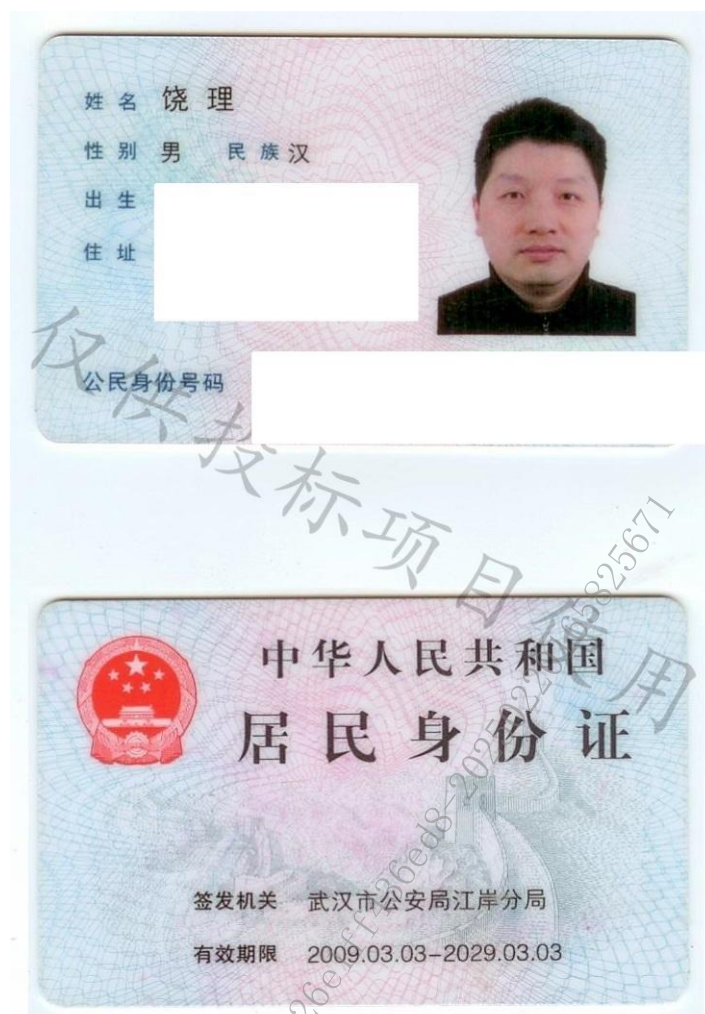 姓名 饶理
性别 男 民族 汉
出生
住址
公民身份号码
仅供投标项目使用
中华人民共和国
居民身份证
签发机关 武汉市公安局江岸分局
有效期限 2009.03.03-2029.03.03